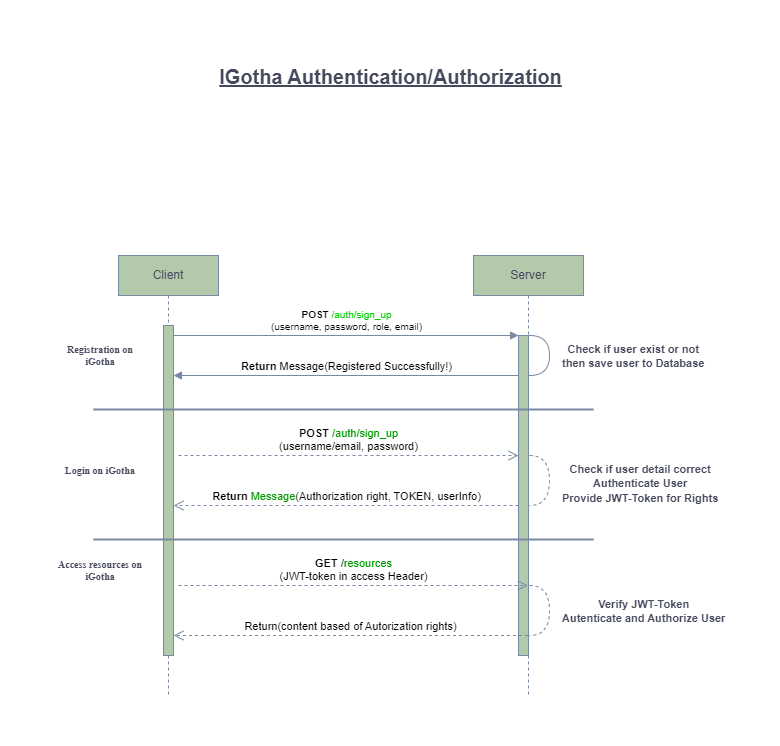 IGotha Authentication/Authorization
Client
Server
POST /auth/sign_up
(username, password, role, email)
Registration on
iGotha
Check if user exist or not
then save user to Database
Return Message(Registered Successfully!)
POST /auth/sign_up
(username/email, password)
Login on iGotha
Check if user detail correct
Authenticate User
Provide JWT-Token for Rights
Return Message(Authorization right, TOKEN, userInfo)
Access resources on
iGotha
GET /resources
(JWT-token in access Header)
Verify JWT-Token
Autenticate and Authorize User
Return(content based of Autorization rights)